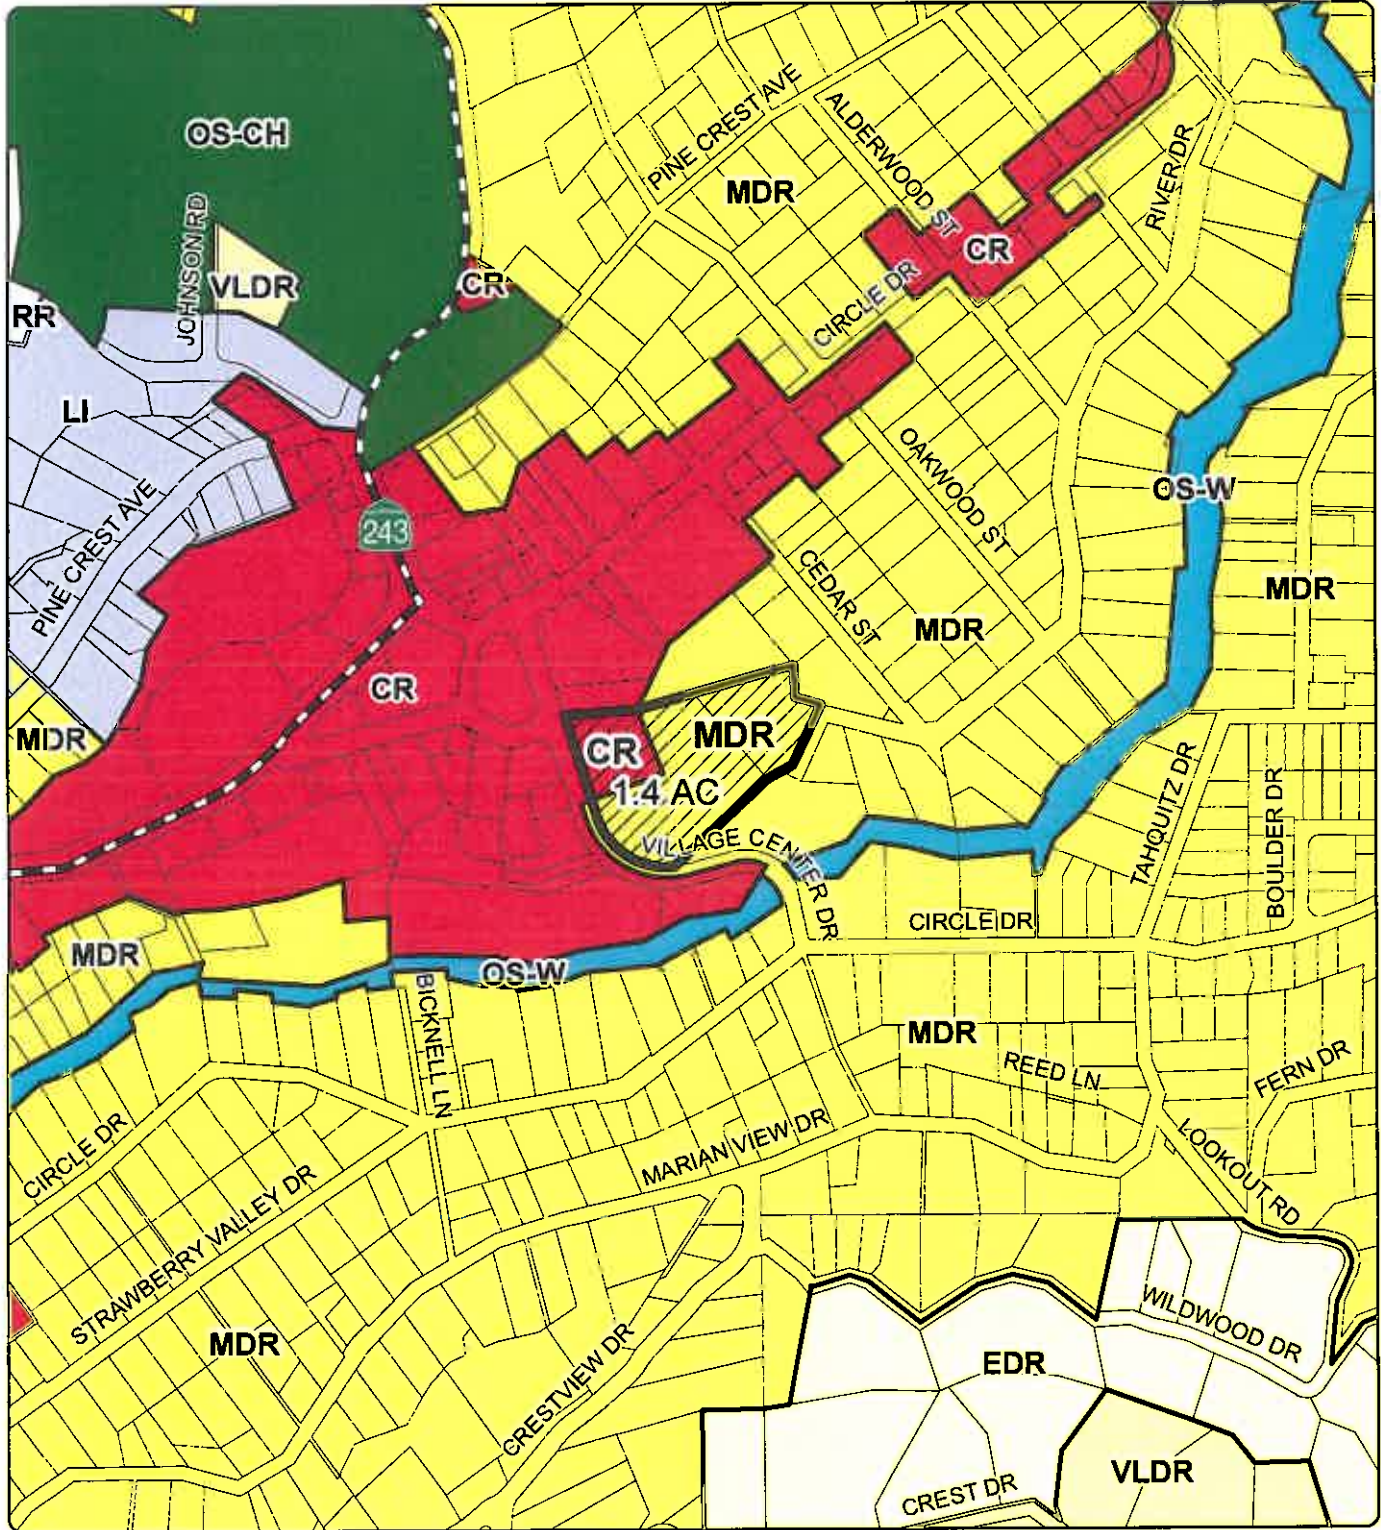 OS-CH
PINE CREST AVE
ALDERWOOD ST
MDR
RIVER DR
JOHNSON RD
VLDR
CR
CR
RR
CIRCLE DR
LI
OAKWOOD ST
OS-W
PINE CREST AVE
243
CEDAR ST
MDR
MDR
CR
MDR
MDR
CR
1.4 AC
TAHQUITZ DR
BOULDER DR
VILLAGE CENTER DR
CIRCLE DR
MDR
OS-W
BICKNELL LN
MDR
REED LN
FERN DR
CIRCLE DR
MARIAN VIEW DR
LOOKOUT RD
STRAWBERRY VALLEY DR
WILDWOOD DR
MDR
CRESTVIEW DR
EDR
VLDR
CREST DR